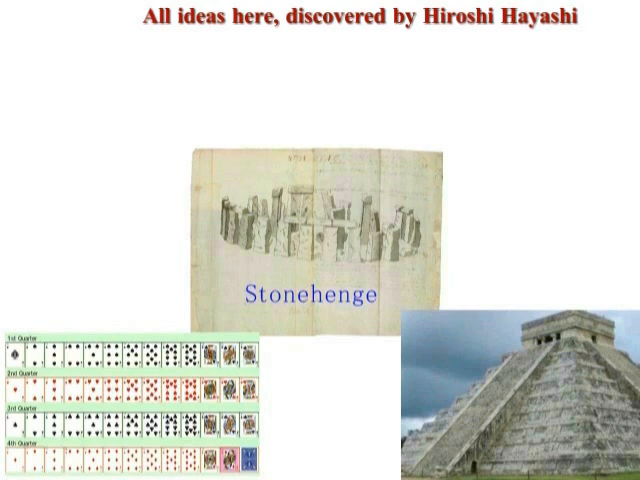 All ideas here, discovered by Hiroshi Hayashi
Stonehenge
1st Quarter
2nd Quarter
3rd Quarter
4th Quarter